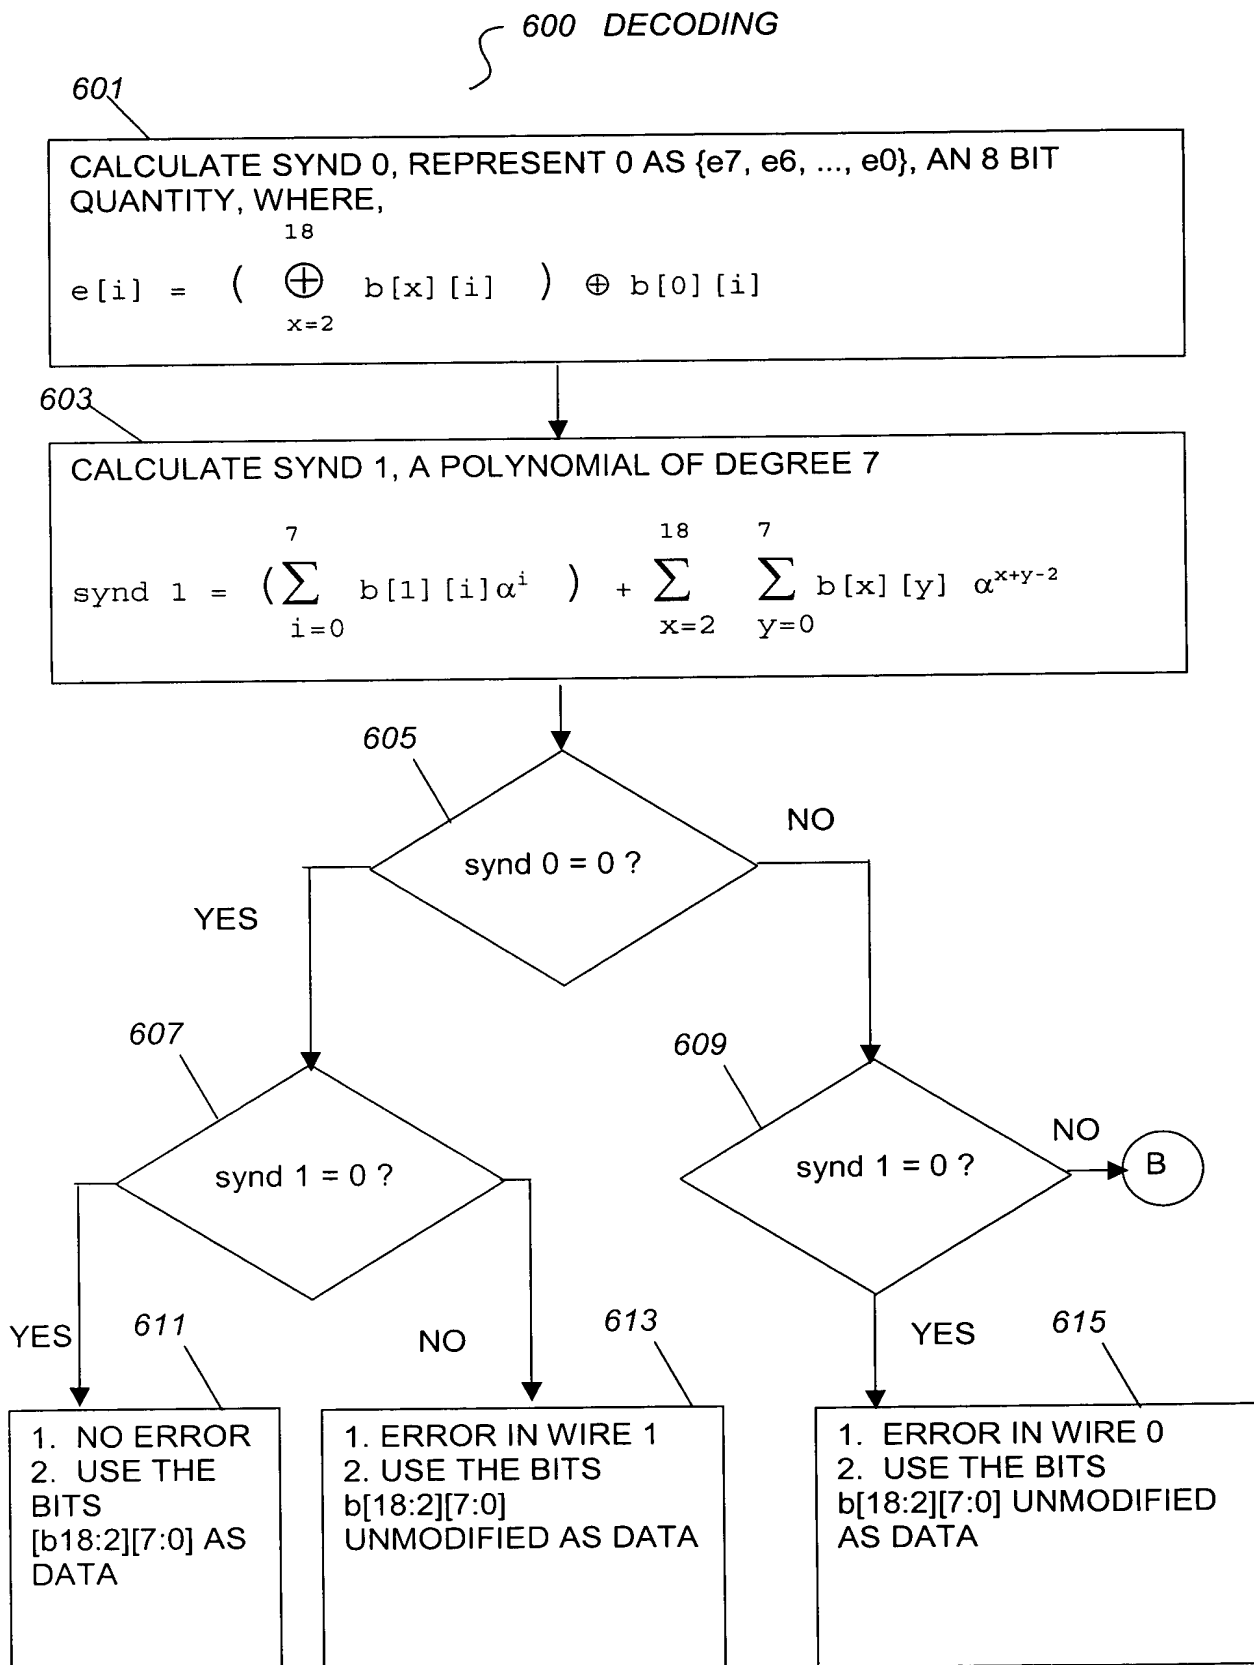 600 DECODING
601
CALCULATE SYND 0, REPRESENT 0 AS {e7, e6, ..., e0}, AN 8 BIT
QUANTITY, WHERE,
18
e[i] = ( ⊕ b[x][i] ) ⊕ b[0][i]
x=2
603
CALCULATE SYND 1, A POLYNOMIAL OF DEGREE 7
7 18 7
synd 1 = (∑ b[1][i]αⁱ ) + ∑ ∑ b[x][y] α^{x+y-2}
i=0 x=2 y=0
605
synd 0 = 0 ?
NO
YES
607
609
synd 1 = 0 ?
synd 1 = 0 ?
NO
B
YES
611
NO
613
YES
615
1. NO ERROR
2. USE THE
BITS
[b18:2][7:0] AS
DATA
1. ERROR IN WIRE 1
2. USE THE BITS
b[18:2][7:0]
UNMODIFIED AS DATA
1. ERROR IN WIRE 0
2. USE THE BITS
b[18:2][7:0] UNMODIFIED
AS DATA